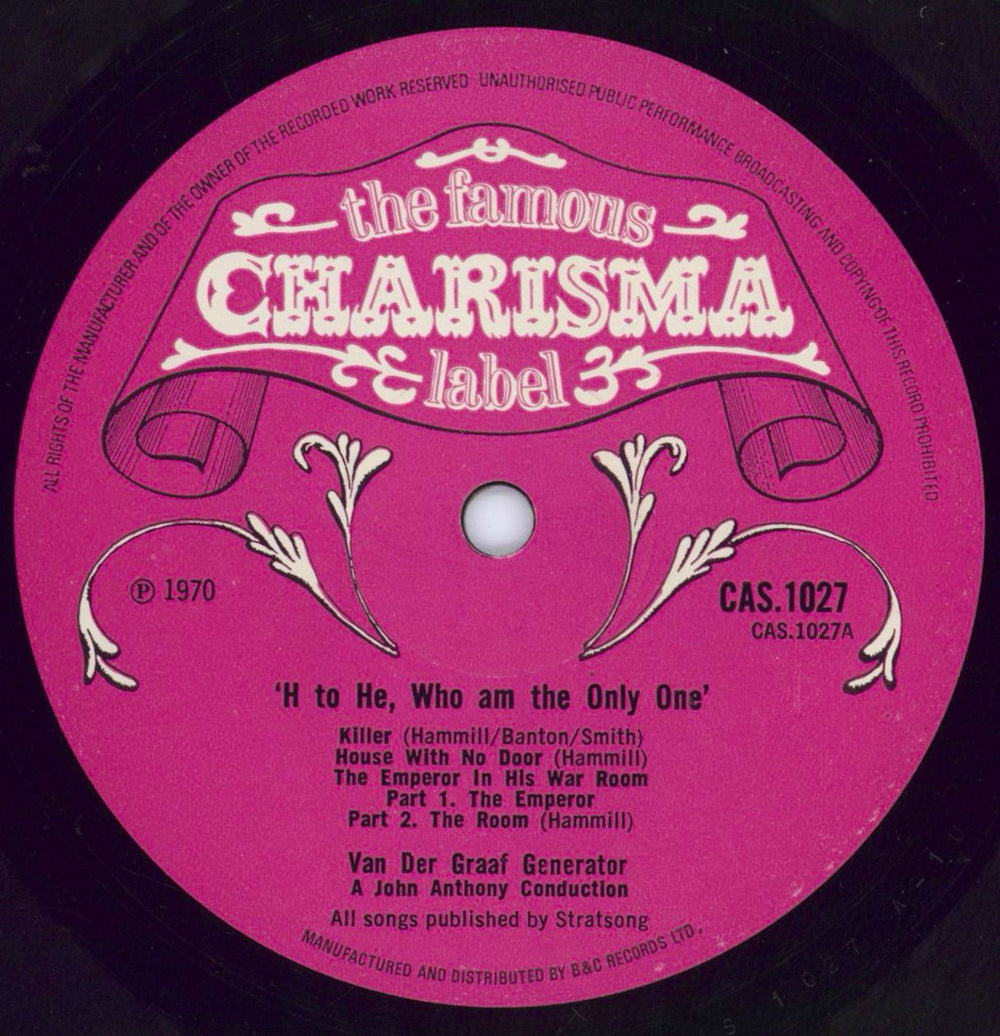 ALL RIGHTS OF THE MANUFACTURER AND OF THE OWNER OF THE RECORDED WORK RESERVED UNAUTHORISED PUBLIC PERFORMANCE BROADCASTING AND COPYING OF THIS RECORD PROHIBITED
the famous
CHARISMA
label
℗ 1970
CAS.1027
CAS.1027A
‘H to He, Who am the Only One’
Killer (Hammill/Banton/Smith)
House With No Door (Hammill)
The Emperor In His War Room
Part 1. The Emperor
Part 2. The Room (Hammill)
Van Der Graaf Generator
A John Anthony Conduction
All songs published by Stratsong
MANUFACTURED AND DISTRIBUTED BY B&C RECORDS LTD.